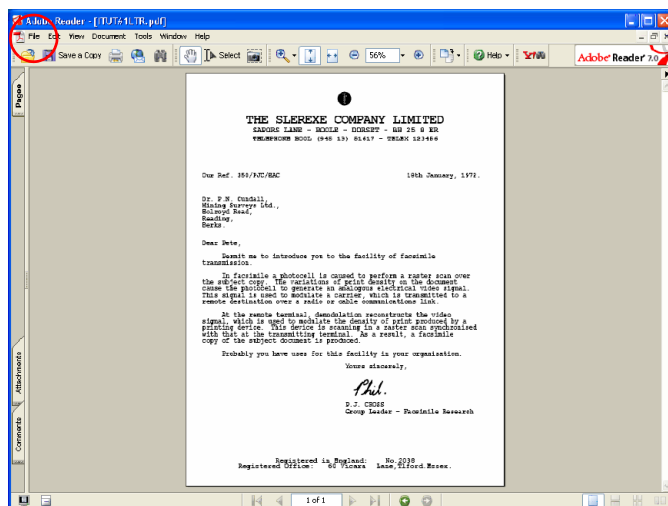 Adobe Reader - [ITUT61LTR.pdf]
File Edit View Document Tools Window Help
Save a Copy Select 56% Help Adobe Reader 7.0
Pages
THE SLEREXE COMPANY LIMITED
SAPORS LANE - BOOLE - DORSET - BH 25 8 ER
TELEPHONE BOOL (945 13) 51617 - TELEX 123456
Our Ref. 350/PJC/EAC 18th January, 1972.
Dr. P.N. Cundall,
Mining Surveys Ltd.,
Holroyd Road,
Reading,
Berks.
Dear Pete,
Permit me to introduce you to the facility of facsimile
transmission.
In facsimile a photocell is caused to perform a raster scan over
the subject copy. The variations of print density on the document
cause the photocell to generate an analogous electrical video signal.
This signal is used to modulate a carrier, which is transmitted to a
remote destination over a radio or cable communications link.
At the remote terminal, demodulation reconstructs the video
signal, which is used to modulate the density of print produced by a
printing device. This device is scanning in a raster scan synchronised
with that at the transmitting terminal. As a result, a facsimile
copy of the subject document is produced.
Probably you have uses for this facility in your organisation.
Yours sincerely,
Phil.
P.J. CROSS
Group Leader - Facsimile Research
Attachments
Comments
Registered in England: No. 2038
Registered Office: 60 Vicara Lane, Ilford. Essex.
1 of 1